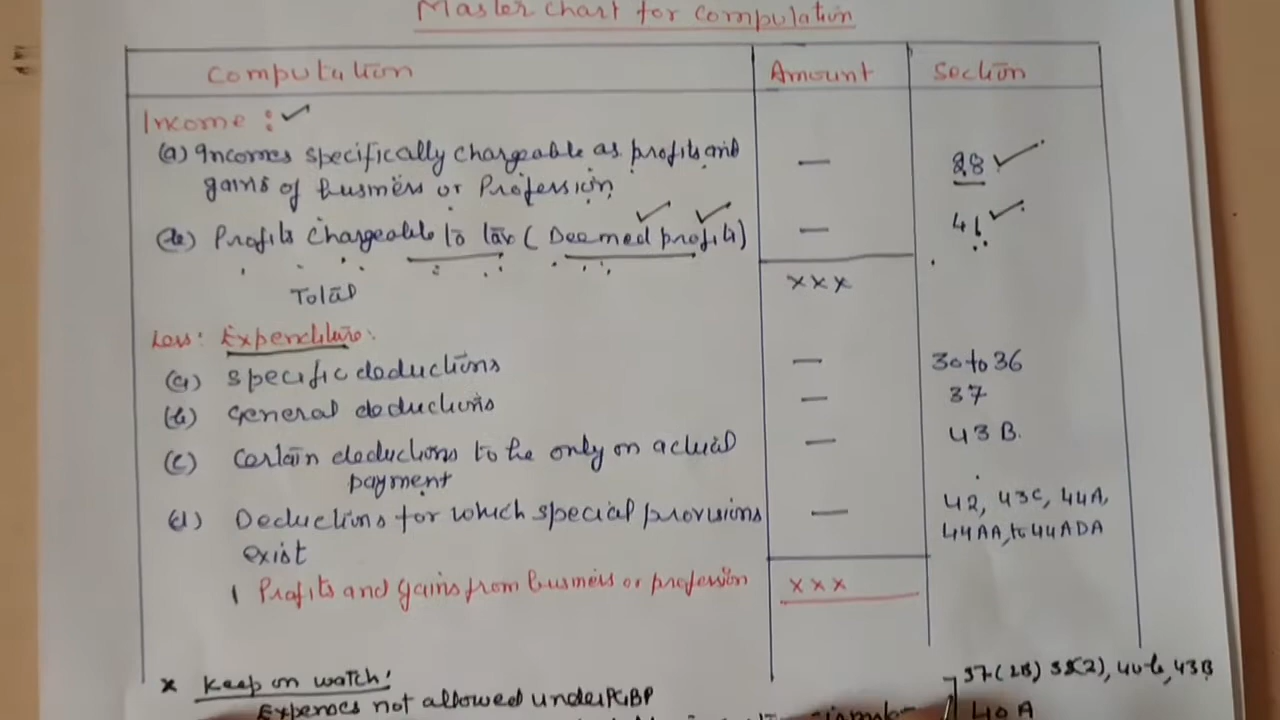 Master chart for computation
Computation Amount Section
Income :
(a) Incomes specifically chargeable as profits and — 28
gains of business or Profession
(b) Profits chargeable to tax (Deemed profits) — 41
Total xxx
Less: Expenditure:
(a) Specific deductions — 30 to 36
(b) General deductions — 37
(c) Certain deductions to be only on actual — 43 B.
payment
(d) Deductions for which special provisions — 42, 43C, 44A,
exist 44AA, to 44ADA
Profits and gains from business or profession xxx
x Keep on watch! 37(2B) 38(2), 40b, 43B
Expenses not allowed under PGBP
40 A